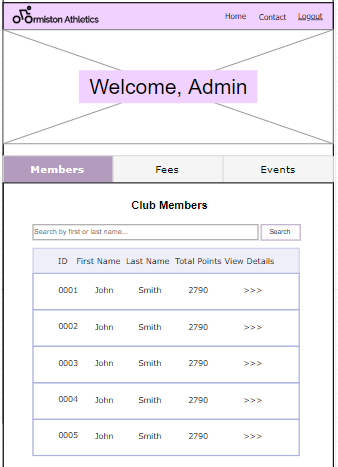 Ormiston Athletics
Home Contact Logout
Welcome, Admin
Members Fees Events
Club Members
Search by first or last name... Search
ID First Name Last Name Total Points View Details
0001 John Smith 2790 >>>
0002 John Smith 2790 >>>
0003 John Smith 2790 >>>
0004 John Smith 2790 >>>
0005 John Smith 2790 >>>